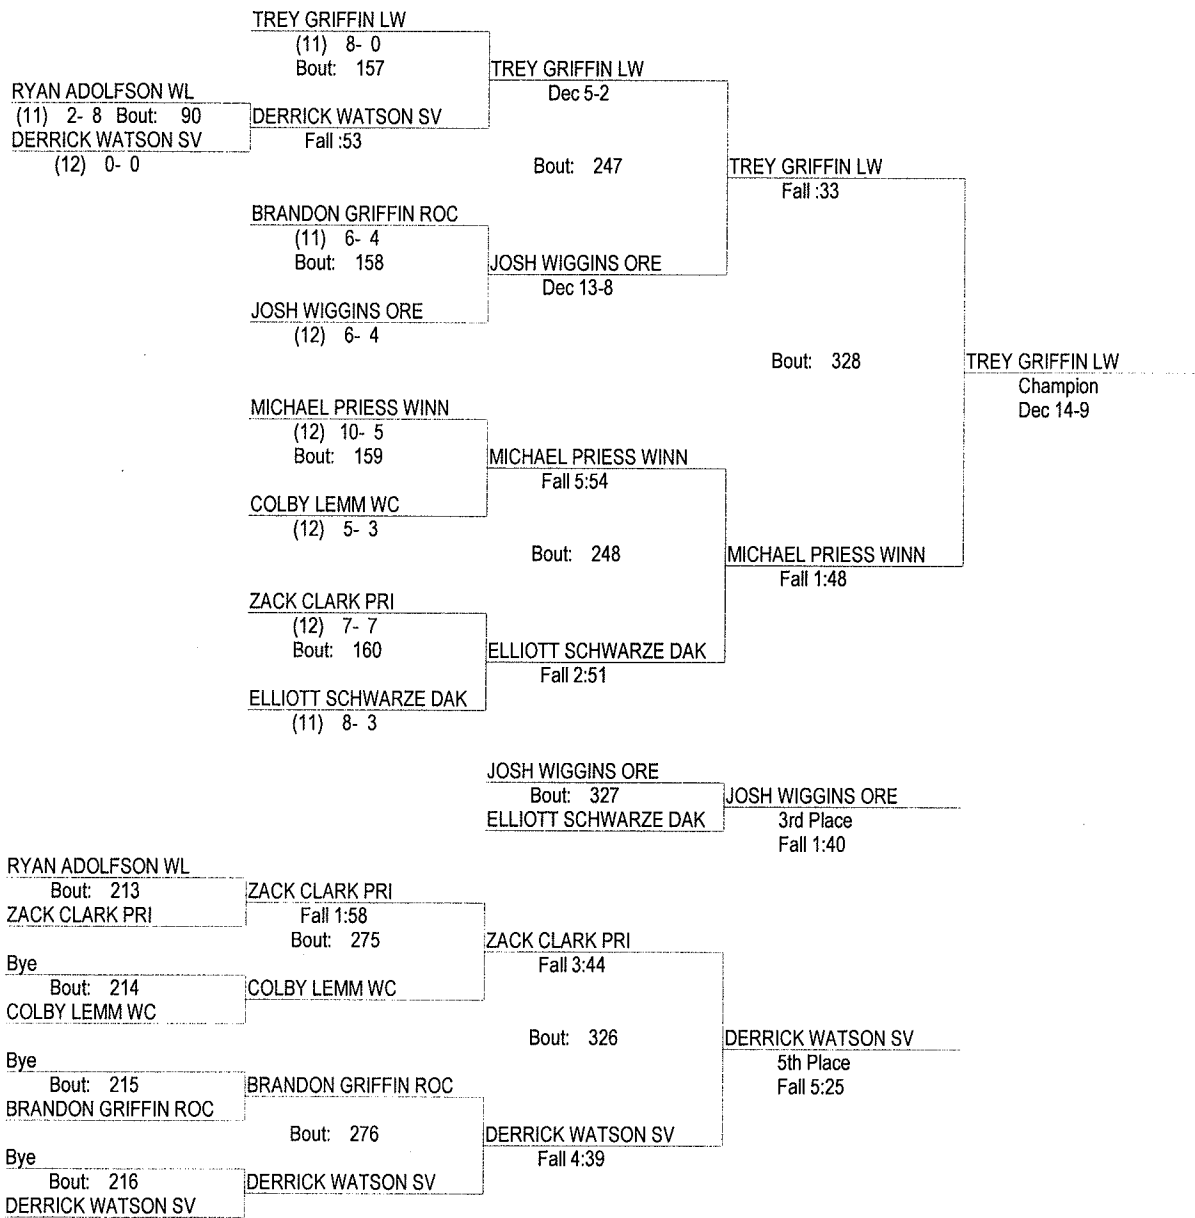 TREY GRIFFIN LW
(11) 8- 0
Bout: 157
TREY GRIFFIN LW
Dec 5-2
RYAN ADOLFSON WL
(11) 2- 8 Bout: 90
DERRICK WATSON SV
(12) 0- 0
DERRICK WATSON SV
Fall :53
Bout: 247
TREY GRIFFIN LW
Fall :33
BRANDON GRIFFIN ROC
(11) 6- 4
Bout: 158
JOSH WIGGINS ORE
Dec 13-8
JOSH WIGGINS ORE
(12) 6- 4
Bout: 328
TREY GRIFFIN LW
Champion
Dec 14-9
MICHAEL PRIESS WINN
(12) 10- 5
Bout: 159
MICHAEL PRIESS WINN
Fall 5:54
COLBY LEMM WC
(12) 5- 3
Bout: 248
MICHAEL PRIESS WINN
Fall 1:48
ZACK CLARK PRI
(12) 7- 7
Bout: 160
ELLIOTT SCHWARZE DAK
Fall 2:51
ELLIOTT SCHWARZE DAK
(11) 8- 3
JOSH WIGGINS ORE
Bout: 327
ELLIOTT SCHWARZE DAK
JOSH WIGGINS ORE
3rd Place
Fall 1:40
RYAN ADOLFSON WL
Bout: 213
ZACK CLARK PRI
ZACK CLARK PRI
Fall 1:58
Bout: 275
ZACK CLARK PRI
Fall 3:44
Bye
Bout: 214
COLBY LEMM WC
COLBY LEMM WC
Bout: 326
DERRICK WATSON SV
5th Place
Fall 5:25
Bye
Bout: 215
BRANDON GRIFFIN ROC
BRANDON GRIFFIN ROC
Bout: 276
DERRICK WATSON SV
Fall 4:39
Bye
Bout: 216
DERRICK WATSON SV
DERRICK WATSON SV